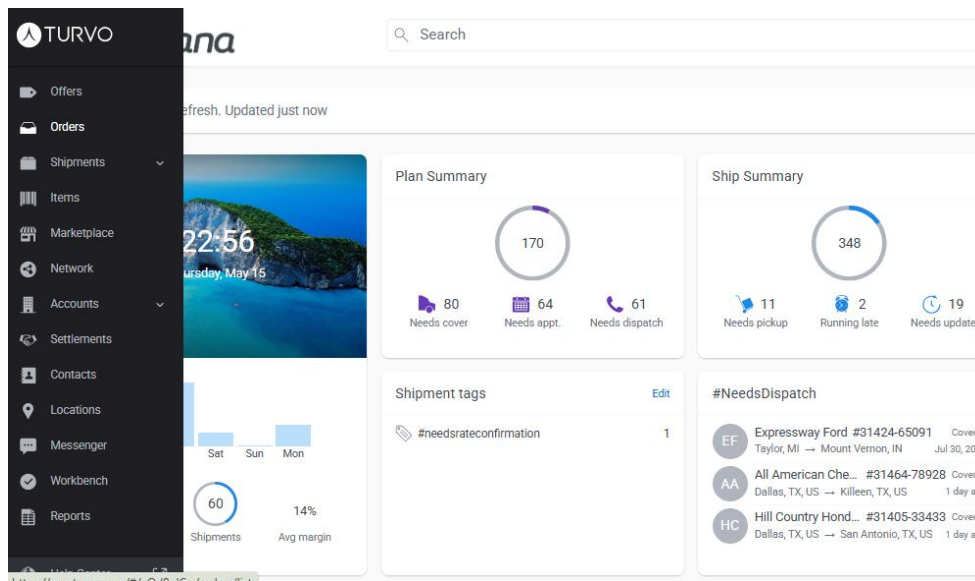 TURVO
Search
Offers
Orders
Shipments
Items
Marketplace
Network
Accounts
Settlements
Contacts
Locations
Messenger
Workbench
Reports
efresh. Updated just now
22:56
ursday, May 15
Sat Sun Mon
60
Shipments
14%
Avg margin
Plan Summary
170
80
Needs cover
64
Needs appt.
61
Needs dispatch
Ship Summary
348
11
Needs pickup
2
Running late
19
Needs update
Shipment tags
Edit
#needsrateconfirmation 1
#NeedsDispatch
EF
Expressway Ford #31424-65091 Cover
Taylor, MI → Mount Vernon, IN Jul 30, 20
AA
All American Che... #31464-78928 Cover
Dallas, TX, US → Killeen, TX, US 1 day a
HC
Hill Country Hond... #31405-33433 Cover
Dallas, TX, US → San Antonio, TX, US 1 day a